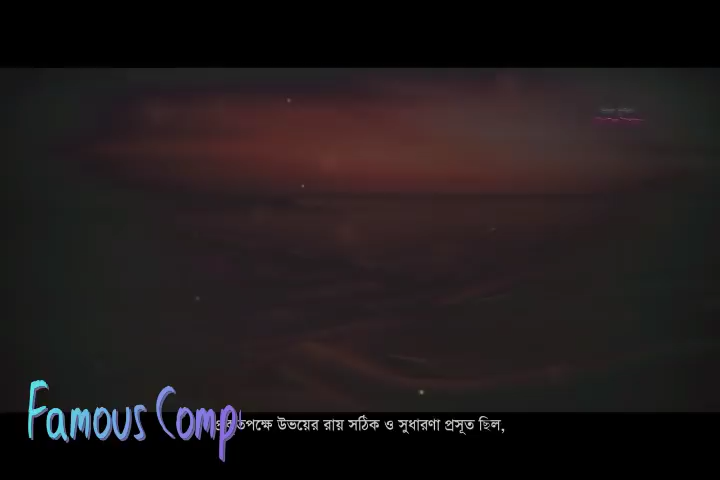 Famous Comp
উভয়ের রায় সঠিক ও সুধারণা প্রসূত ছিল,